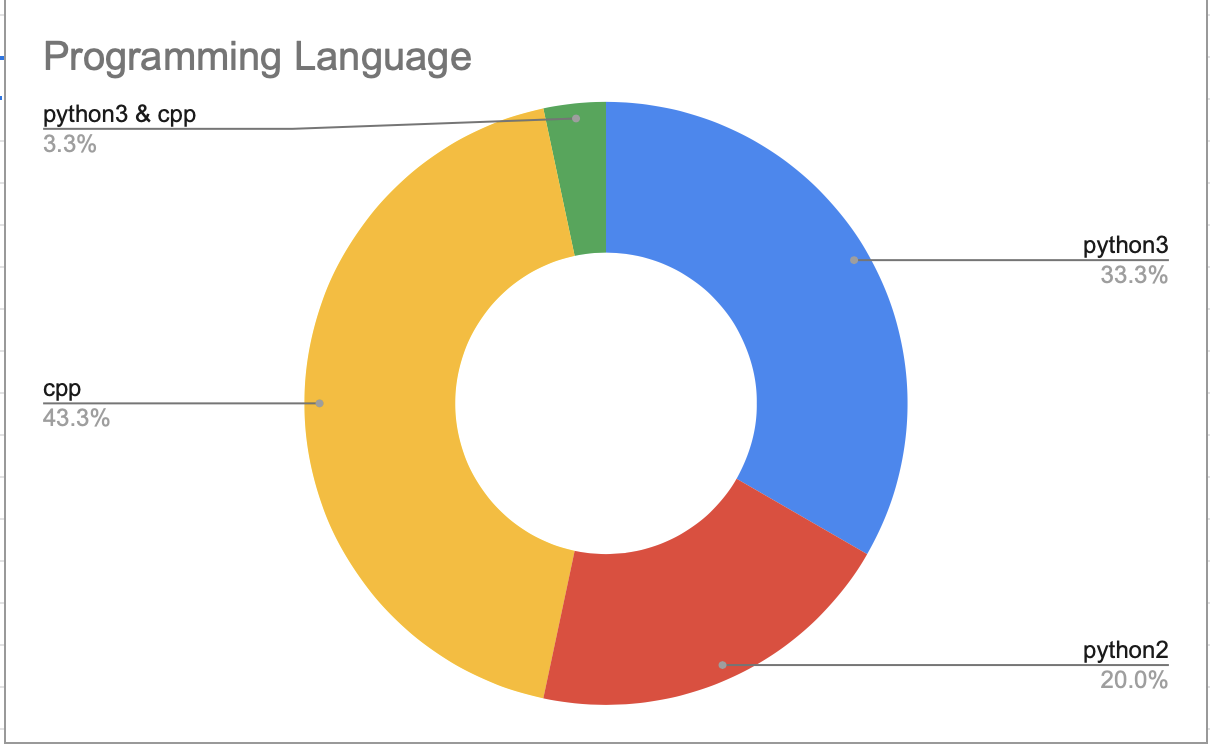 Programming Language
python3 & cpp
3.3%
python3
33.3%
cpp
43.3%
python2
20.0%